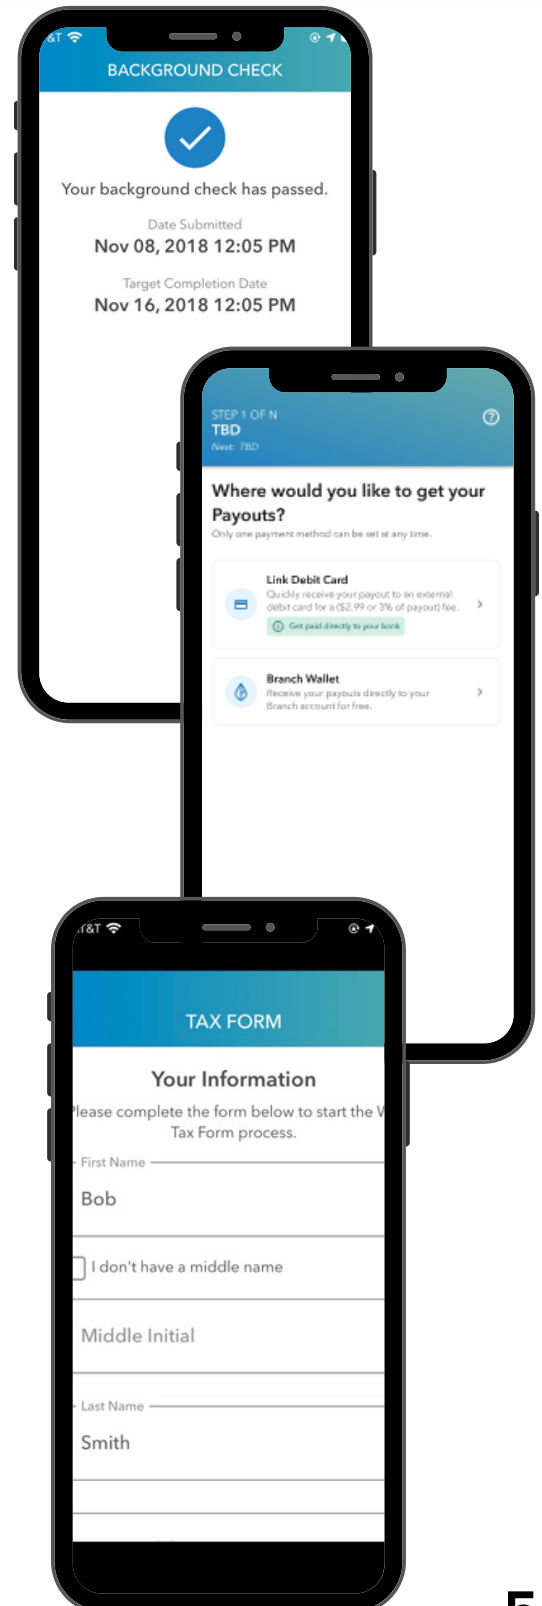 BACKGROUND CHECK
Your background check has passed.
Date Submitted
Nov 08, 2018 12:05 PM
Target Completion Date
Nov 16, 2018 12:05 PM
STEP 1 OF N
TBD
Next: TBD
Where would you like to get your
Payouts?
Only one payment method can be set at any time.
Link Debit Card
Quickly receive your payout to an external
debit card for a ($2.99 or 3% of payout) fee.
Get paid directly to your bank
Branch Wallet
Receive your payouts directly to your
Branch account for free.
AT&T
TAX FORM
Your Information
Please complete the form below to start the W
Tax Form process.
First Name
Bob
I don't have a middle name
Middle Initial
Last Name
Smith